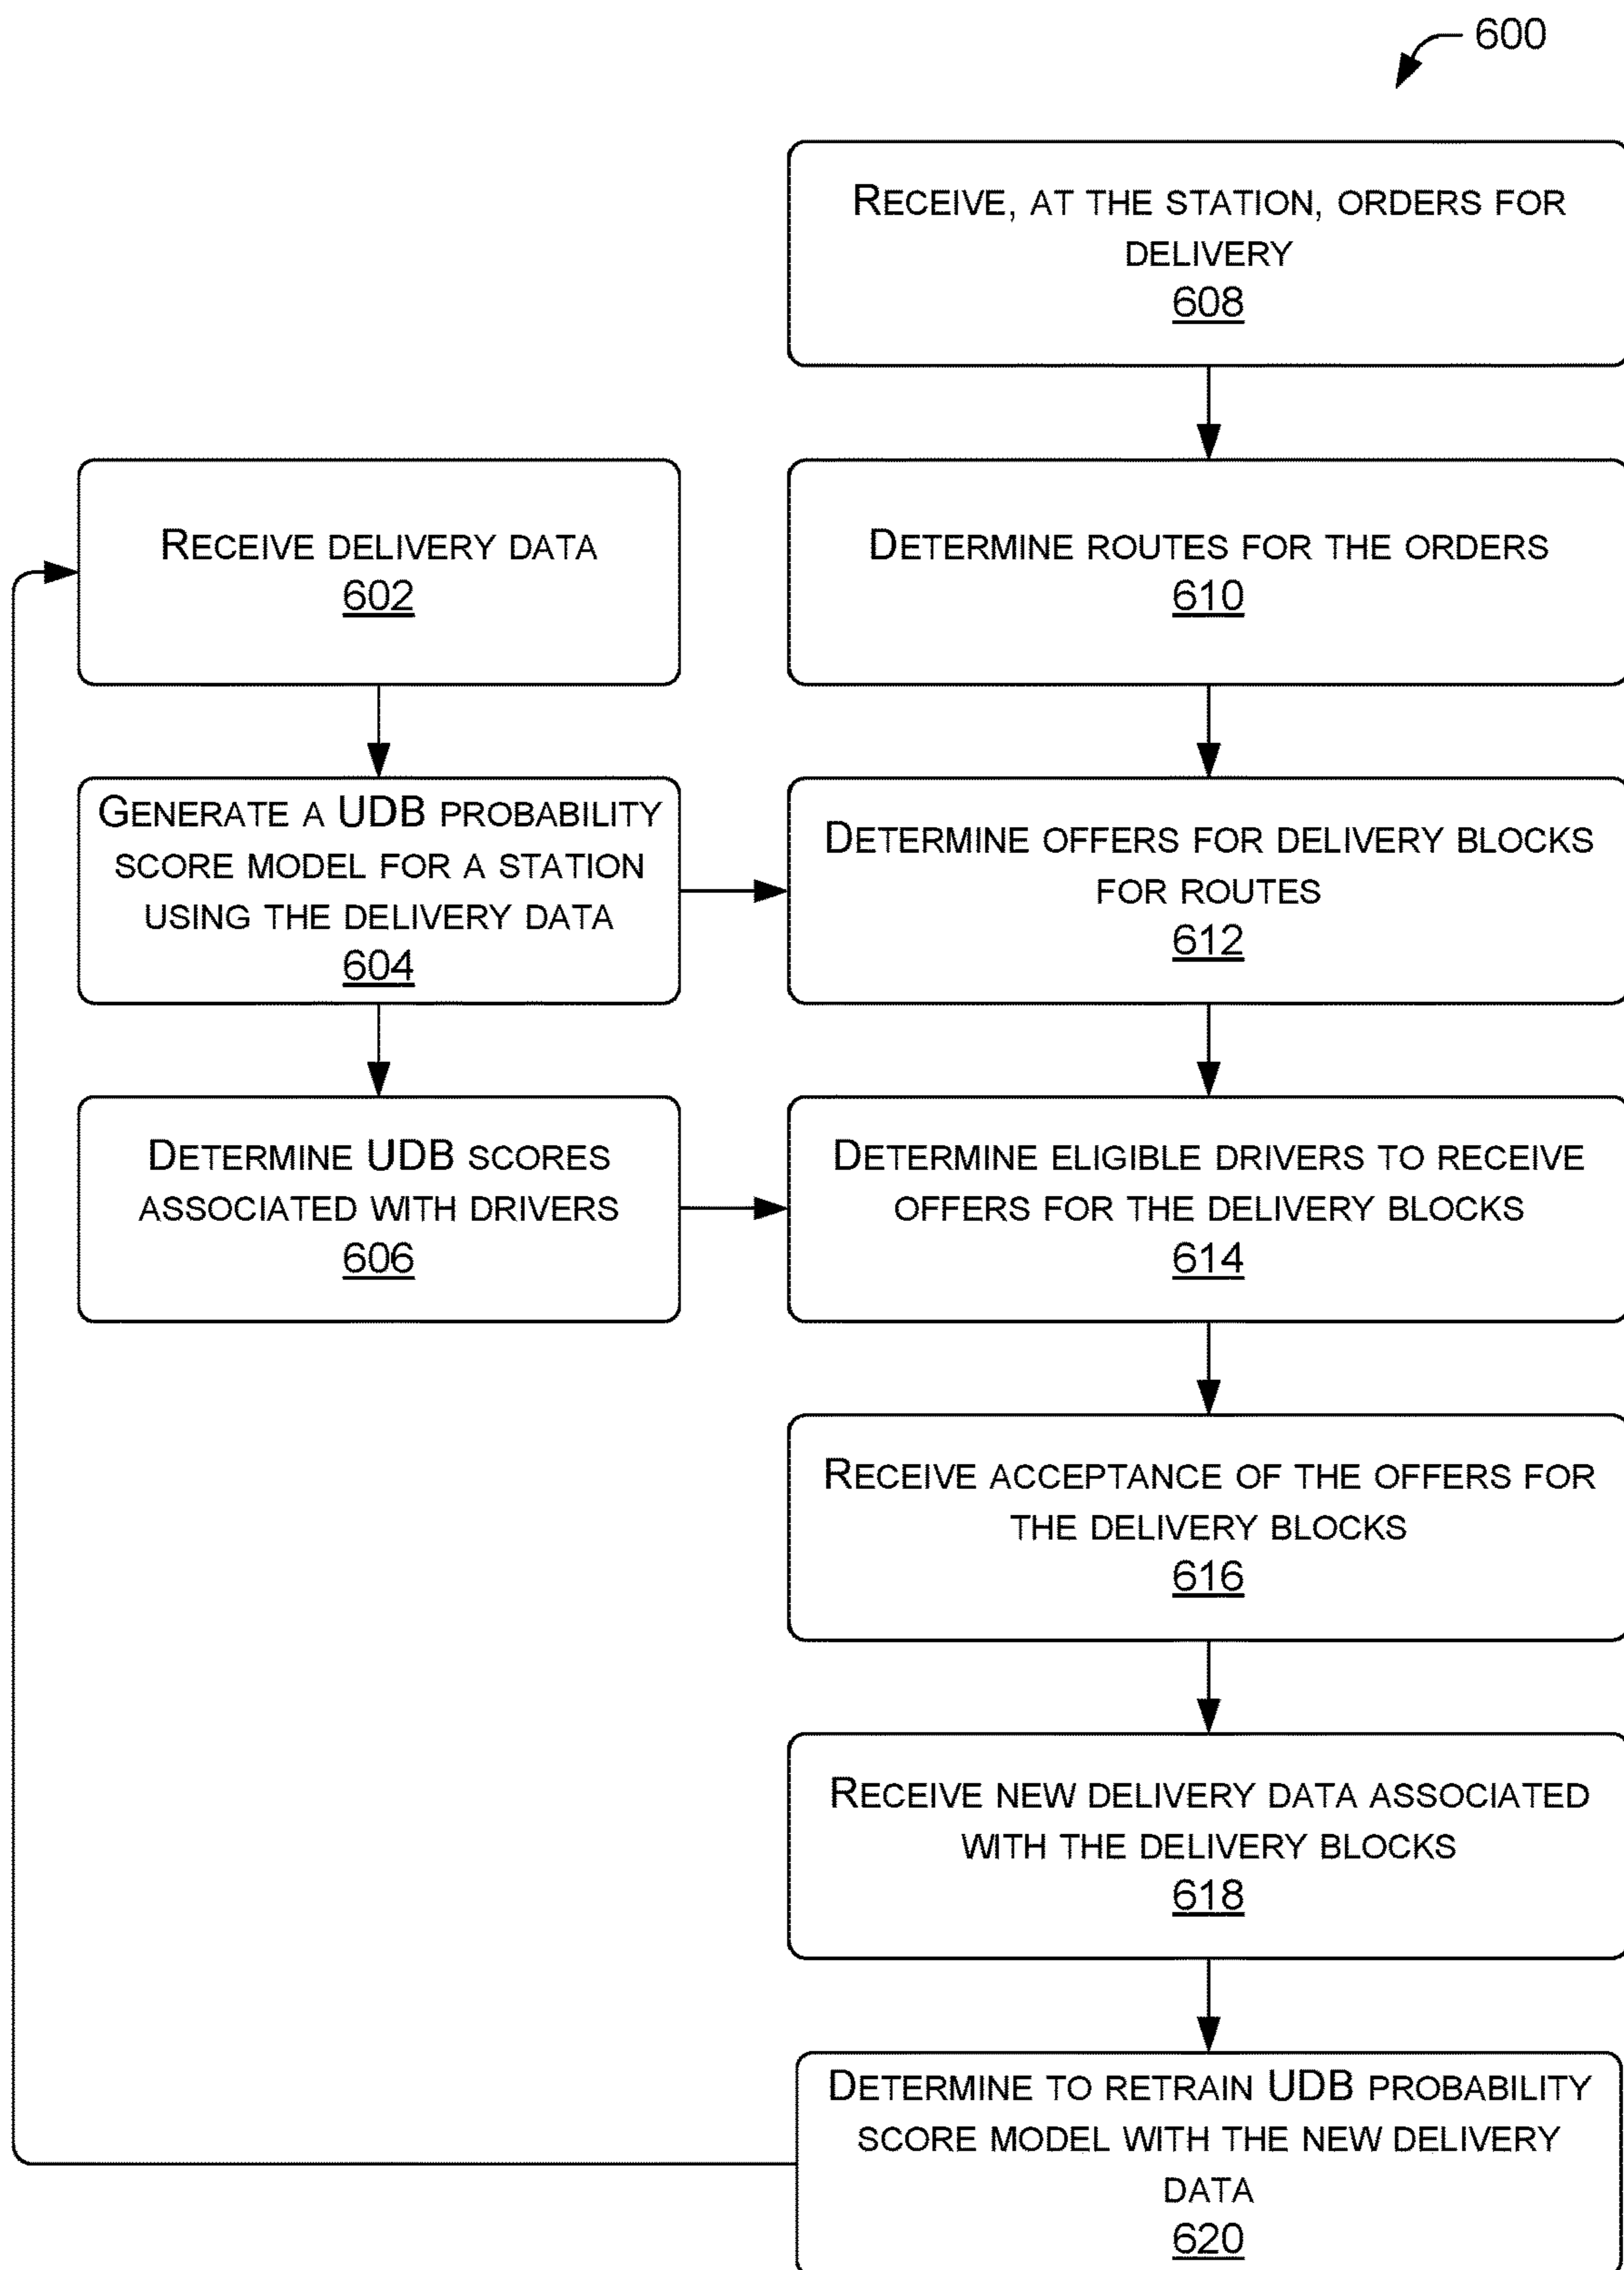 600
RECEIVE, AT THE STATION, ORDERS FOR
DELIVERY
608
RECEIVE DELIVERY DATA
602
DETERMINE ROUTES FOR THE ORDERS
610
GENERATE A UDB PROBABILITY
SCORE MODEL FOR A STATION
USING THE DELIVERY DATA
604
DETERMINE OFFERS FOR DELIVERY BLOCKS
FOR ROUTES
612
DETERMINE UDB SCORES
ASSOCIATED WITH DRIVERS
606
DETERMINE ELIGIBLE DRIVERS TO RECEIVE
OFFERS FOR THE DELIVERY BLOCKS
614
RECEIVE ACCEPTANCE OF THE OFFERS FOR
THE DELIVERY BLOCKS
616
RECEIVE NEW DELIVERY DATA ASSOCIATED
WITH THE DELIVERY BLOCKS
618
DETERMINE TO RETRAIN UDB PROBABILITY
SCORE MODEL WITH THE NEW DELIVERY
DATA
620